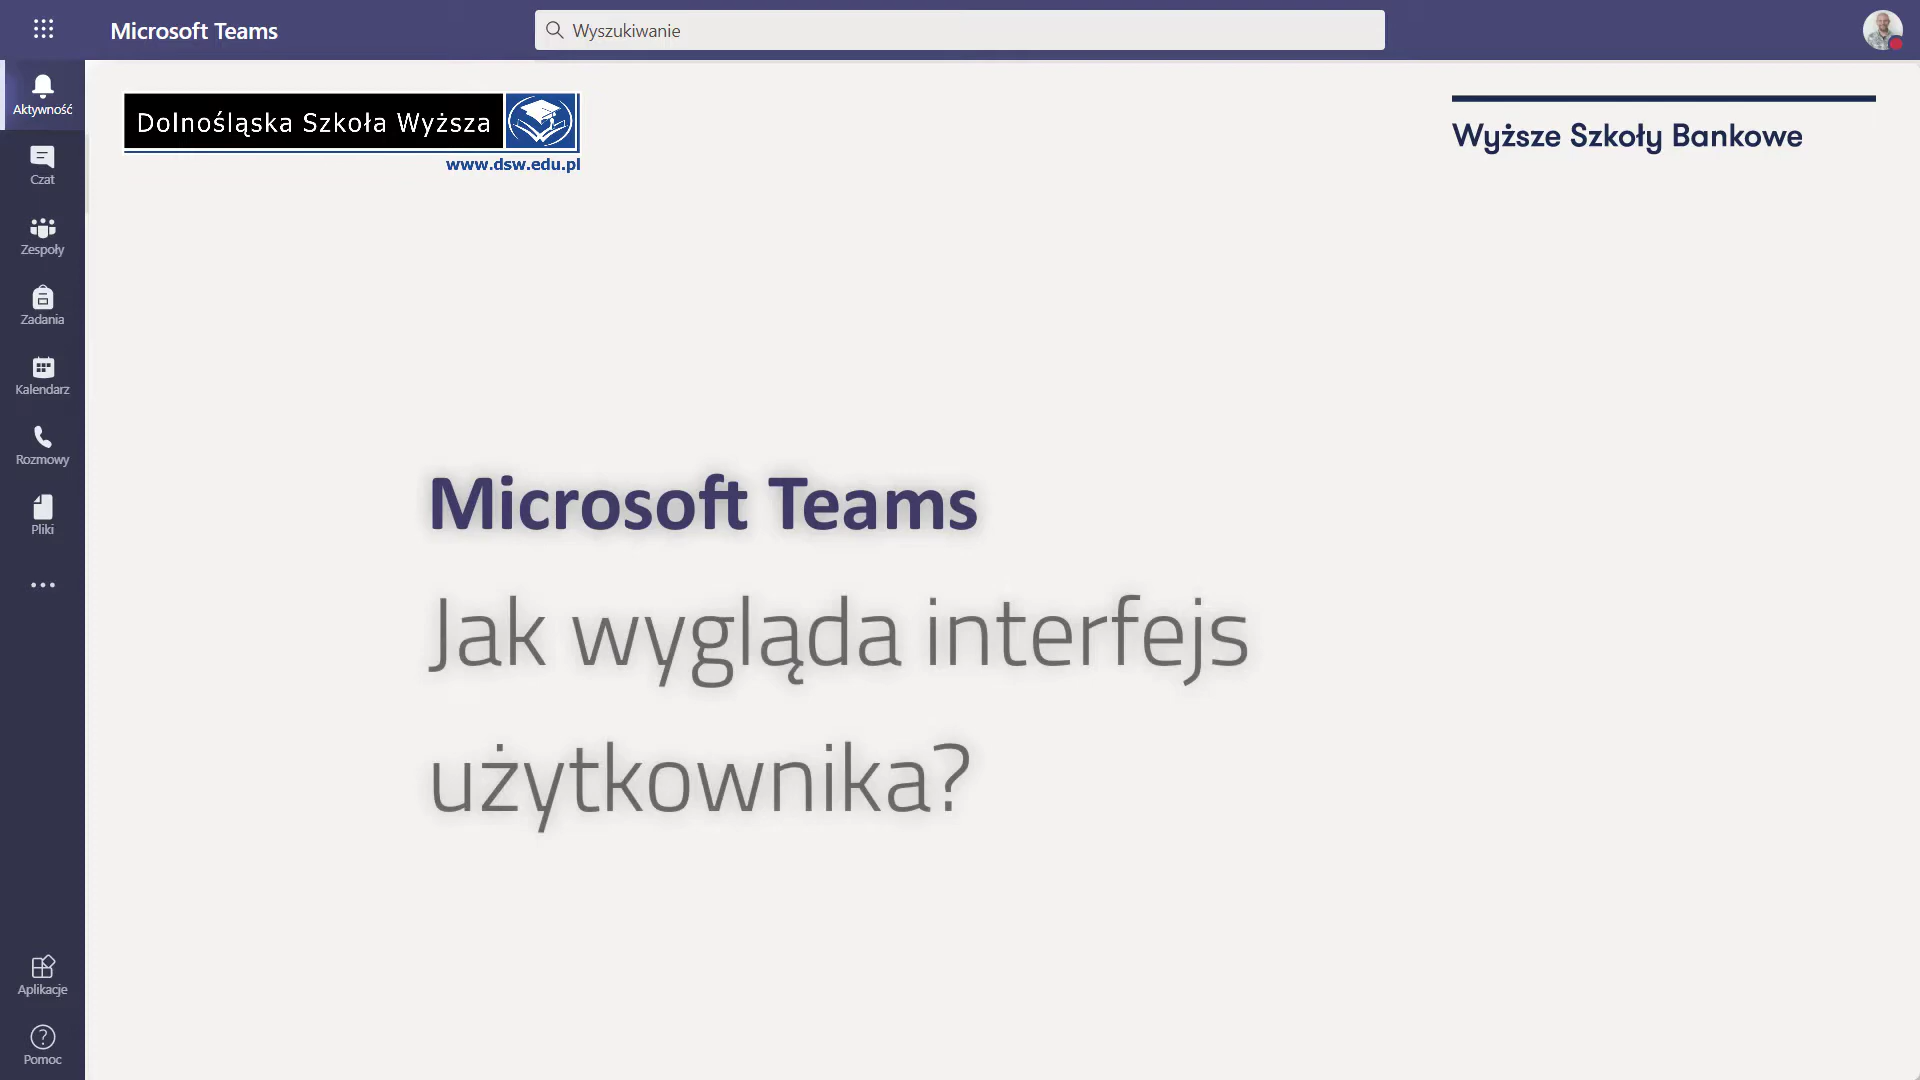 Microsoft Teams
Wyszukiwanie
Aktywność
Czat
Zespoły
Zadania
Kalendarz
Rozmowy
Pliki
Aplikacje
Pomoc
Dolnośląska Szkoła Wyższa
www.dsw.edu.pl
Wyższe Szkoły Bankowe
Microsoft Teams
Jak wygląda interfejs
użytkownika?